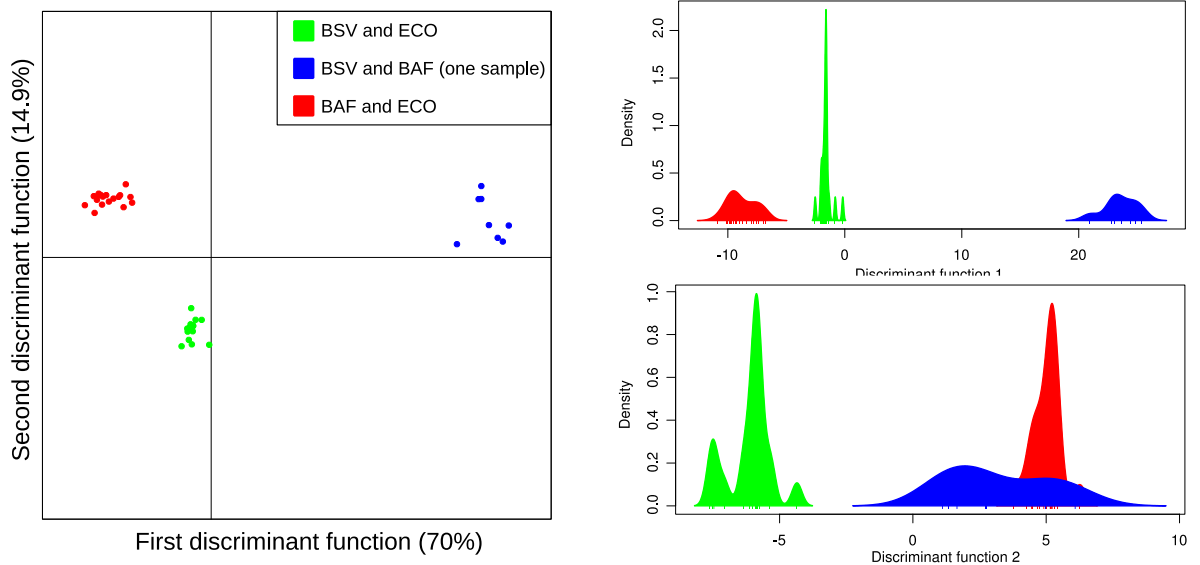 BSV and ECO
BSV and BAF (one sample)
BAF and ECO
Second discriminant function (14.9%)
First discriminant function (70%)
Density
0.0
0.5
1.0
1.5
2.0
-10
0
10
20
Discriminant function 1
Density
0.0
0.2
0.4
0.6
0.8
1.0
-5
0
5
10
Discriminant function 2